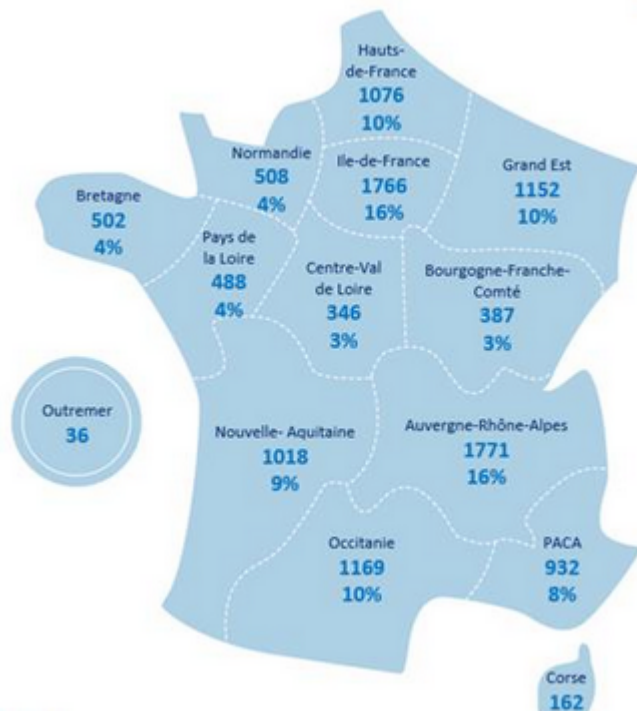 Hauts-
de-France
1076
10%
Normandie
508
4%
Ile-de-France
1766
16%
Grand Est
1152
10%
Bretagne
502
4%
Pays de
la Loire
488
4%
Centre-Val
de Loire
346
3%
Bourgogne-Franche-
Comté
387
3%
Outremer
36
Nouvelle- Aquitaine
1018
9%
Auvergne-Rhône-Alpes
1771
16%
Occitanie
1169
10%
PACA
932
8%
Corse
162